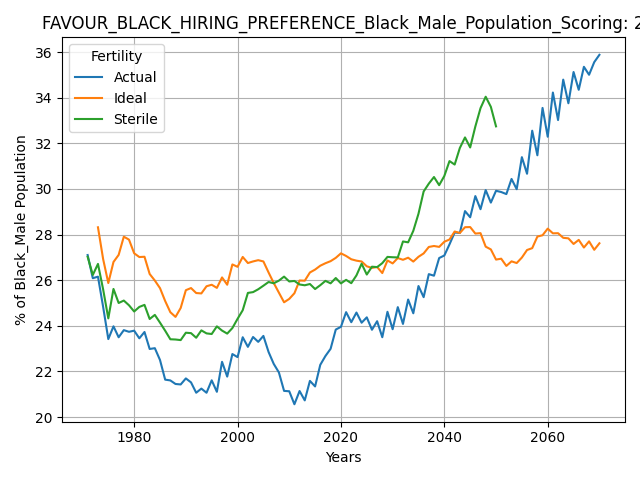 FAVOUR_BLACK_HIRING_PREFERENCE_Black_Male_Population_Scoring: 2
Fertility
Actual
Ideal
Sterile
% of Black_Male Population
36
34
32
30
28
26
24
22
20
1980
2000
2020
2040
2060
Years